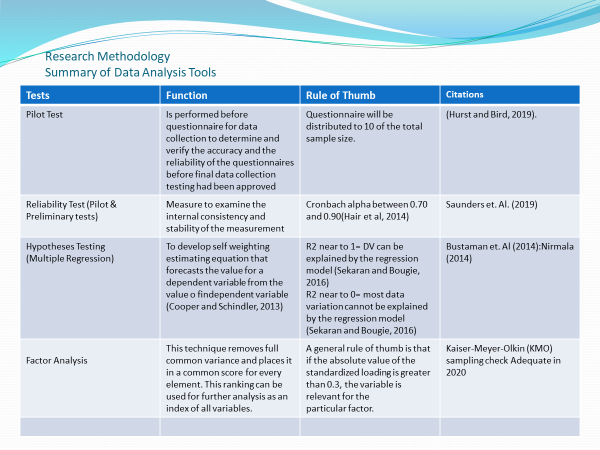 Research Methodology
Summary of Data Analysis Tools
Tests
Function
Rule of Thumb
Citations
Pilot Test
Is performed before
questionnaire for data
collection to determine and
verify the accuracy and the
reliability of the questionnaires
before final data collection
testing had been approved
Questionnaire will be
distributed to 10 of the total
sample size.
(Hurst and Bird, 2019).
Reliability Test (Pilot &
Preliminary tests)
Measure to examine the
internal consistency and
stability of the measurement
Cronbach alpha between 0.70
and 0.90(Hair et al, 2014)
Saunders et. Al. (2019)
Hypotheses Testing
(Multiple Regression)
To develop self weighting
estimating equation that
forecasts the value for a
dependent variable from the
value o findependent variable
(Cooper and Schindler, 2013)
R2 near to 1= DV can be
explained by the regression
model (Sekaran and Bougie,
2016)
R2 near to 0= most data
variation cannot be explained
by the regression model
(Sekaran and Bougie, 2016)
Bustaman et. Al (2014):Nirmala
(2014)
Factor Analysis
This technique removes full
common variance and places it
in a common score for every
element. This ranking can be
used for further analysis as an
index of all variables.
A general rule of thumb is that
if the absolute value of the
standardized loading is greater
than 0.3, the variable is
relevant for the
particular factor.
Kaiser-Meyer-Olkin (KMO)
sampling check Adequate in
2020